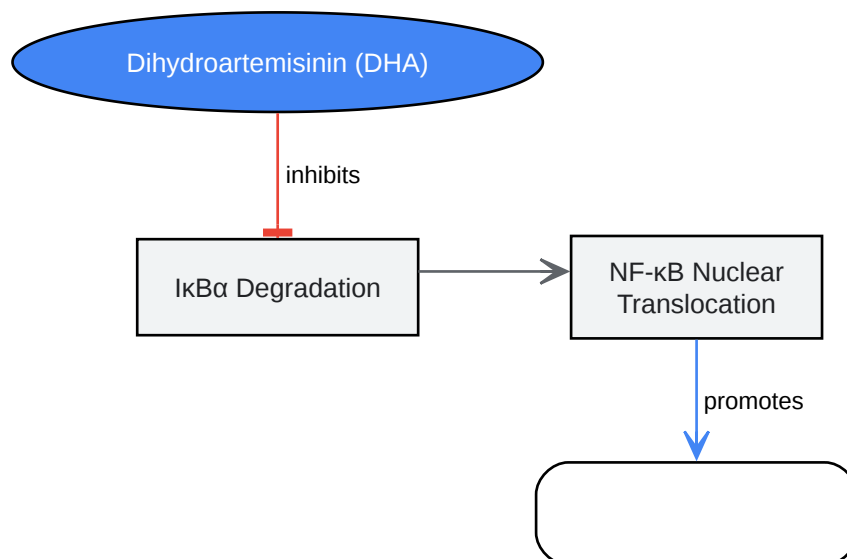 Dihydroartemisinin (DHA)
inhibits
IκBα Degradation
NF-κB Nuclear
Translocation
promotes